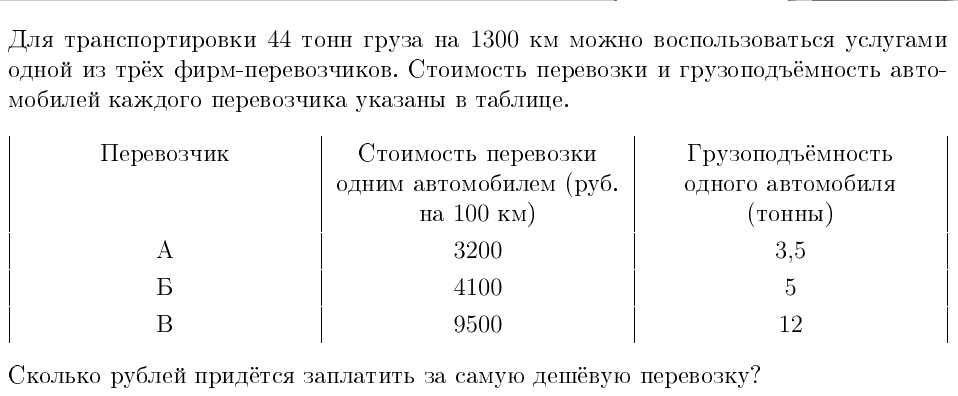 Для транспортировки 44 тонн груза на 1300 км можно воспользоваться услугами
одной из трёх фирм-перевозчиков. Стоимость перевозки и грузоподъёмность авто-
мобилей каждого перевозчика указаны в таблице.
Перевозчик Стоимость перевозки Грузоподъёмность
одним автомобилем (руб. одного автомобиля
на 100 км) (тонны)
А 3200 3,5
Б 4100 5
В 9500 12
Сколько рублей придётся заплатить за самую дешёвую перевозку?